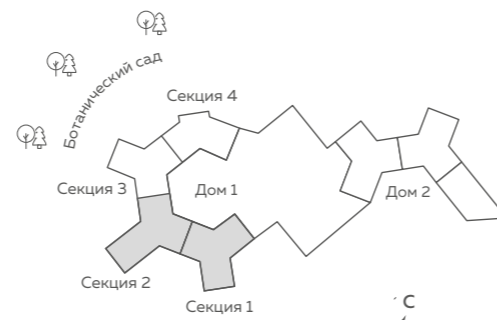 Ботанический сад
Секция 4
Секция 3
Дом 1
Дом 2
Секция 2
Секция 1
С